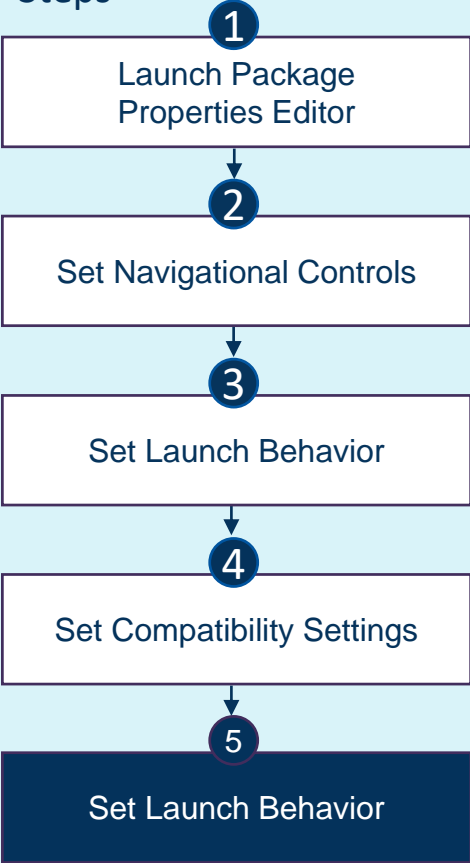 Steps
1
Launch Package
Properties Editor
2
Set Navigational Controls
3
Set Launch Behavior
4
Set Compatibility Settings
5
Set Launch Behavior